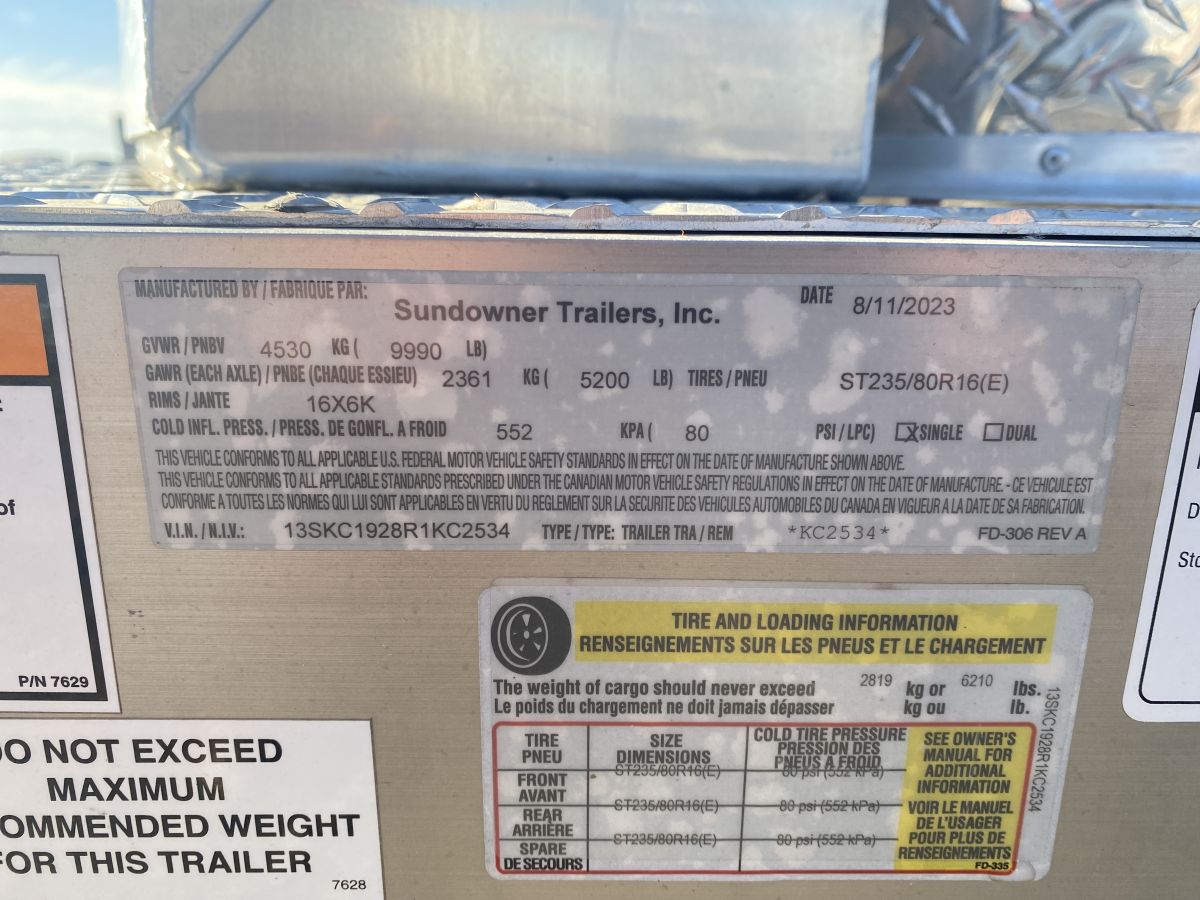 MANUFACTURED BY / FABRIQUE PAR:
Sundowner Trailers, Inc.
DATE 8/11/2023
GVWR / PNBV 4530 KG ( 9990 LB)
GAWR (EACH AXLE) / PNBE (CHAQUE ESSIEU) 2361 KG ( 5200 LB) TIRES / PNEU ST235/80R16(E)
RIMS / JANTE 16X6K
COLD INFL. PRESS. / PRESS. DE GONFL. A FROID 552 KPA ( 80 PSI / LPC) ☒SINGLE ☐DUAL
THIS VEHICLE CONFORMS TO ALL APPLICABLE U.S. FEDERAL MOTOR VEHICLE SAFETY STANDARDS IN EFFECT ON THE DATE OF MANUFACTURE SHOWN ABOVE.
THIS VEHICLE CONFORMS TO ALL APPLICABLE STANDARDS PRESCRIBED UNDER THE CANADIAN MOTOR VEHICLE SAFETY REGULATIONS IN EFFECT ON THE DATE OF MANUFACTURE. - CE VEHICULE EST
CONFORME A TOUTES LES NORMES QUI LUI SONT APPLICABLES EN VERTU DU REGLEMENT SUR LA SECURITE DES VEHICULES AUTOMOBILES DU CANADA EN VIGUEUR A LA DATE DE SA FABRICATION.
V.I.N. / N.I.V.: 13SKC1928R1KC2534 TYPE / TYPE: TRAILER TRA / REM *KC2534* FD-306 REV A
of
P/N 7629
DO NOT EXCEED
MAXIMUM
OMMENDED WEIGHT
FOR THIS TRAILER
7628
TIRE AND LOADING INFORMATION
RENSEIGNEMENTS SUR LES PNEUS ET LE CHARGEMENT
The weight of cargo should never exceed 2819 kg or 6210 lbs.
Le poids du chargement ne doit jamais dépasser kg ou lb.
TIRE
PNEU
SIZE
DIMENSIONS
COLD TIRE PRESSURE
PRESSION DES
PNEUS A FROID
FRONT
AVANT
ST235/80R16(E)
80 psi (552 kPa)
REAR
ARRIÈRE
ST235/80R16(E)
80 psi (552 kPa)
SPARE
DE SECOURS
ST235/80R16(E)
80 psi (552 kPa)
SEE OWNER'S
MANUAL FOR
ADDITIONAL
INFORMATION
VOIR LE MANUEL
DE L'USAGER
POUR PLUS DE
RENSEIGNEMENTS
FD-335
13SKC1928R1KC2534
D
Sto